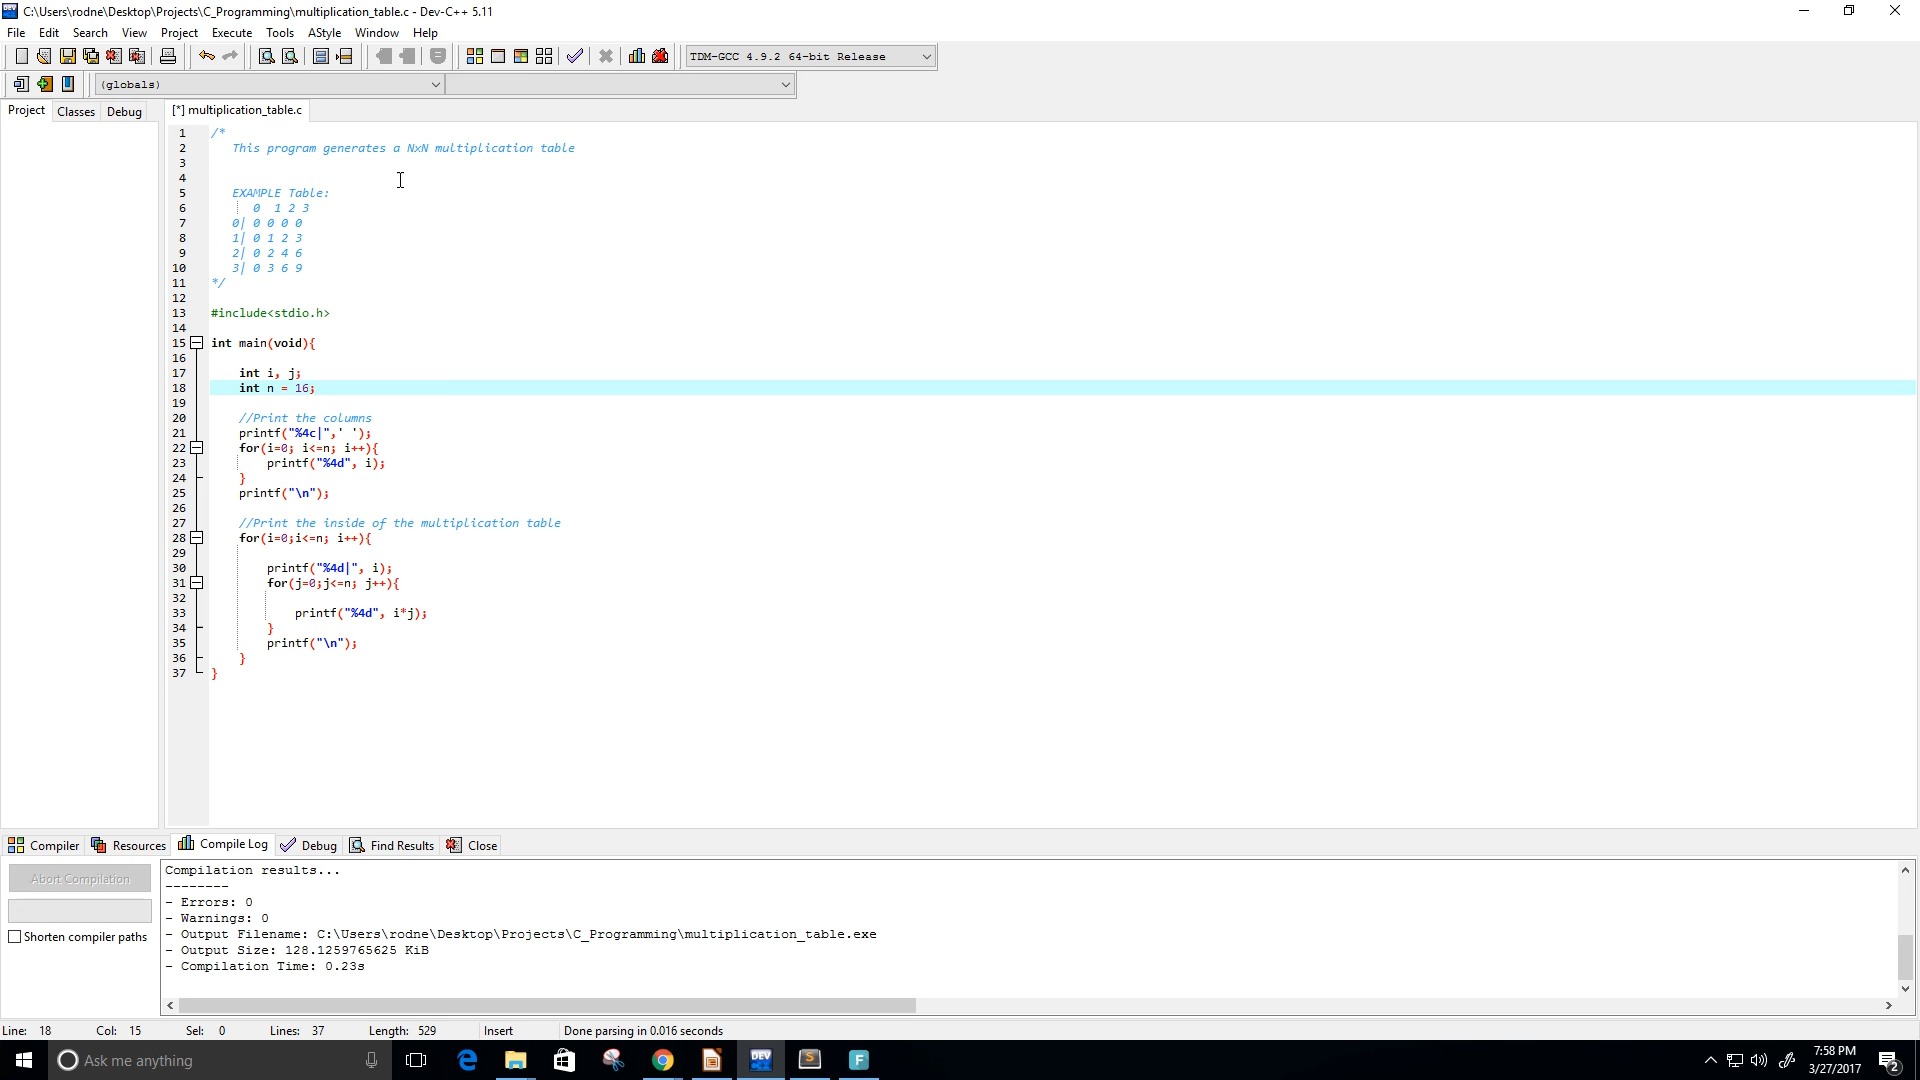 C:\Users\rodne\Desktop\Projects\C_Programming\multiplication_table.c - Dev-C++ 5.11
File Edit Search View Project Execute Tools AStyle Window Help
TDM-GCC 4.9.2 64-bit Release
(globals)
Project Classes Debug [*] multiplication_table.c
1 /*
2 This program generates a NxN multiplication table
3
4
5 EXAMPLE Table:
6 0 1 2 3
7 0| 0 0 0 0
8 1| 0 1 2 3
9 2| 0 2 4 6
10 3| 0 3 6 9
11 */
12
13 #include<stdio.h>
14
15 int main(void){
16
17 int i, j;
18 int n = 16;
19
20 //Print the columns
21 printf("%4c|",' ');
22 for(i=0; i<=n; i++){
23 printf("%4d", i);
24 }
25 printf("\n");
26
27 //Print the inside of the multiplication table
28 for(i=0;i<=n; i++){
29
30 printf("%4d|", i);
31 for(j=0;j<=n; j++){
32
33 printf("%4d", i*j);
34 }
35 printf("\n");
36 }
37 }
Compiler Resources Compile Log Debug Find Results Close
Abort Compilation
Shorten compiler paths
Compilation results...
--------
- Errors: 0
- Warnings: 0
- Output Filename: C:\Users\rodne\Desktop\Projects\C_Programming\multiplication_table.exe
- Output Size: 128.1259765625 KiB
- Compilation Time: 0.23s
Line: 18 Col: 15 Sel: 0 Lines: 37 Length: 529 Insert Done parsing in 0.016 seconds
Ask me anything
DEV
S
F
7:58 PM
3/27/2017
2